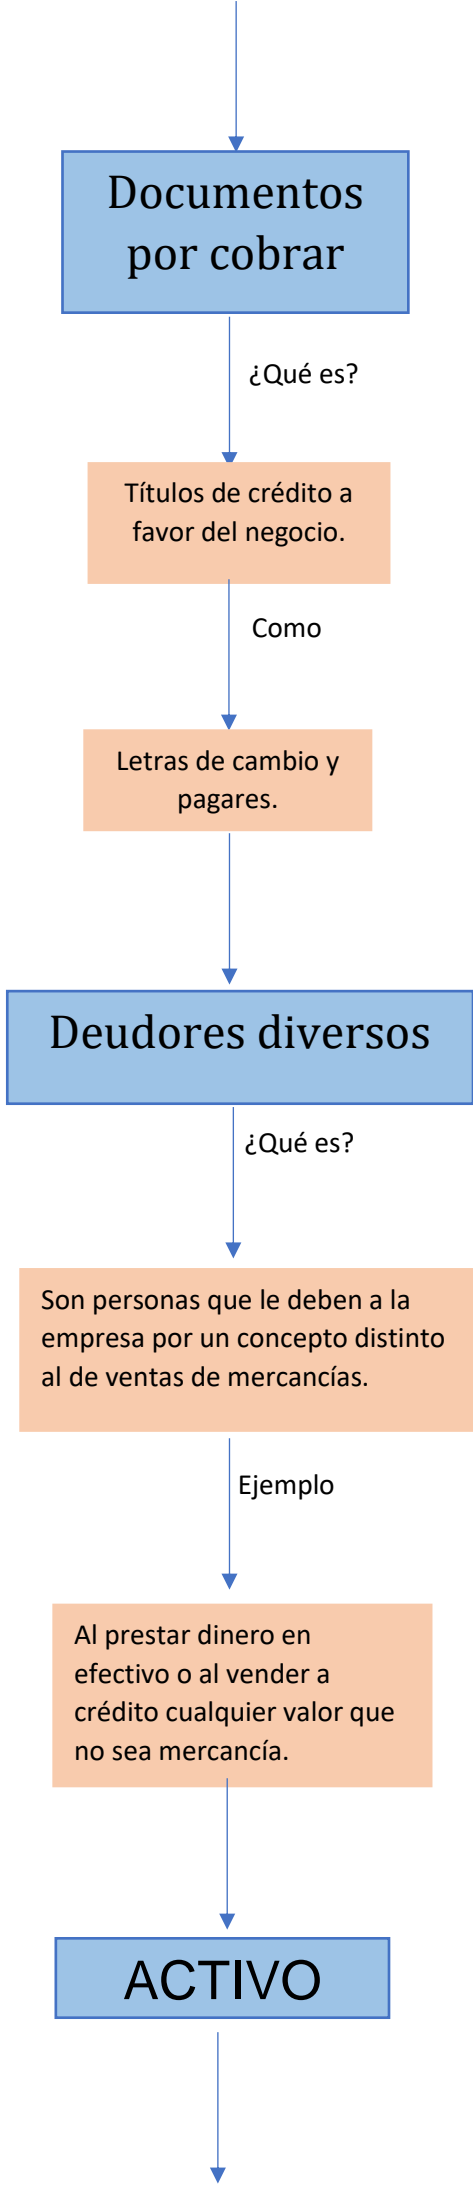 Documentos
por cobrar
¿Qué es?
Títulos de crédito a
favor del negocio.
Como
Letras de cambio y
pagares.
Deudores diversos
¿Qué es?
Son personas que le deben a la
empresa por un concepto distinto
al de ventas de mercancías.
Ejemplo
Al prestar dinero en
efectivo o al vender a
crédito cualquier valor que
no sea mercancía.
ACTIVO